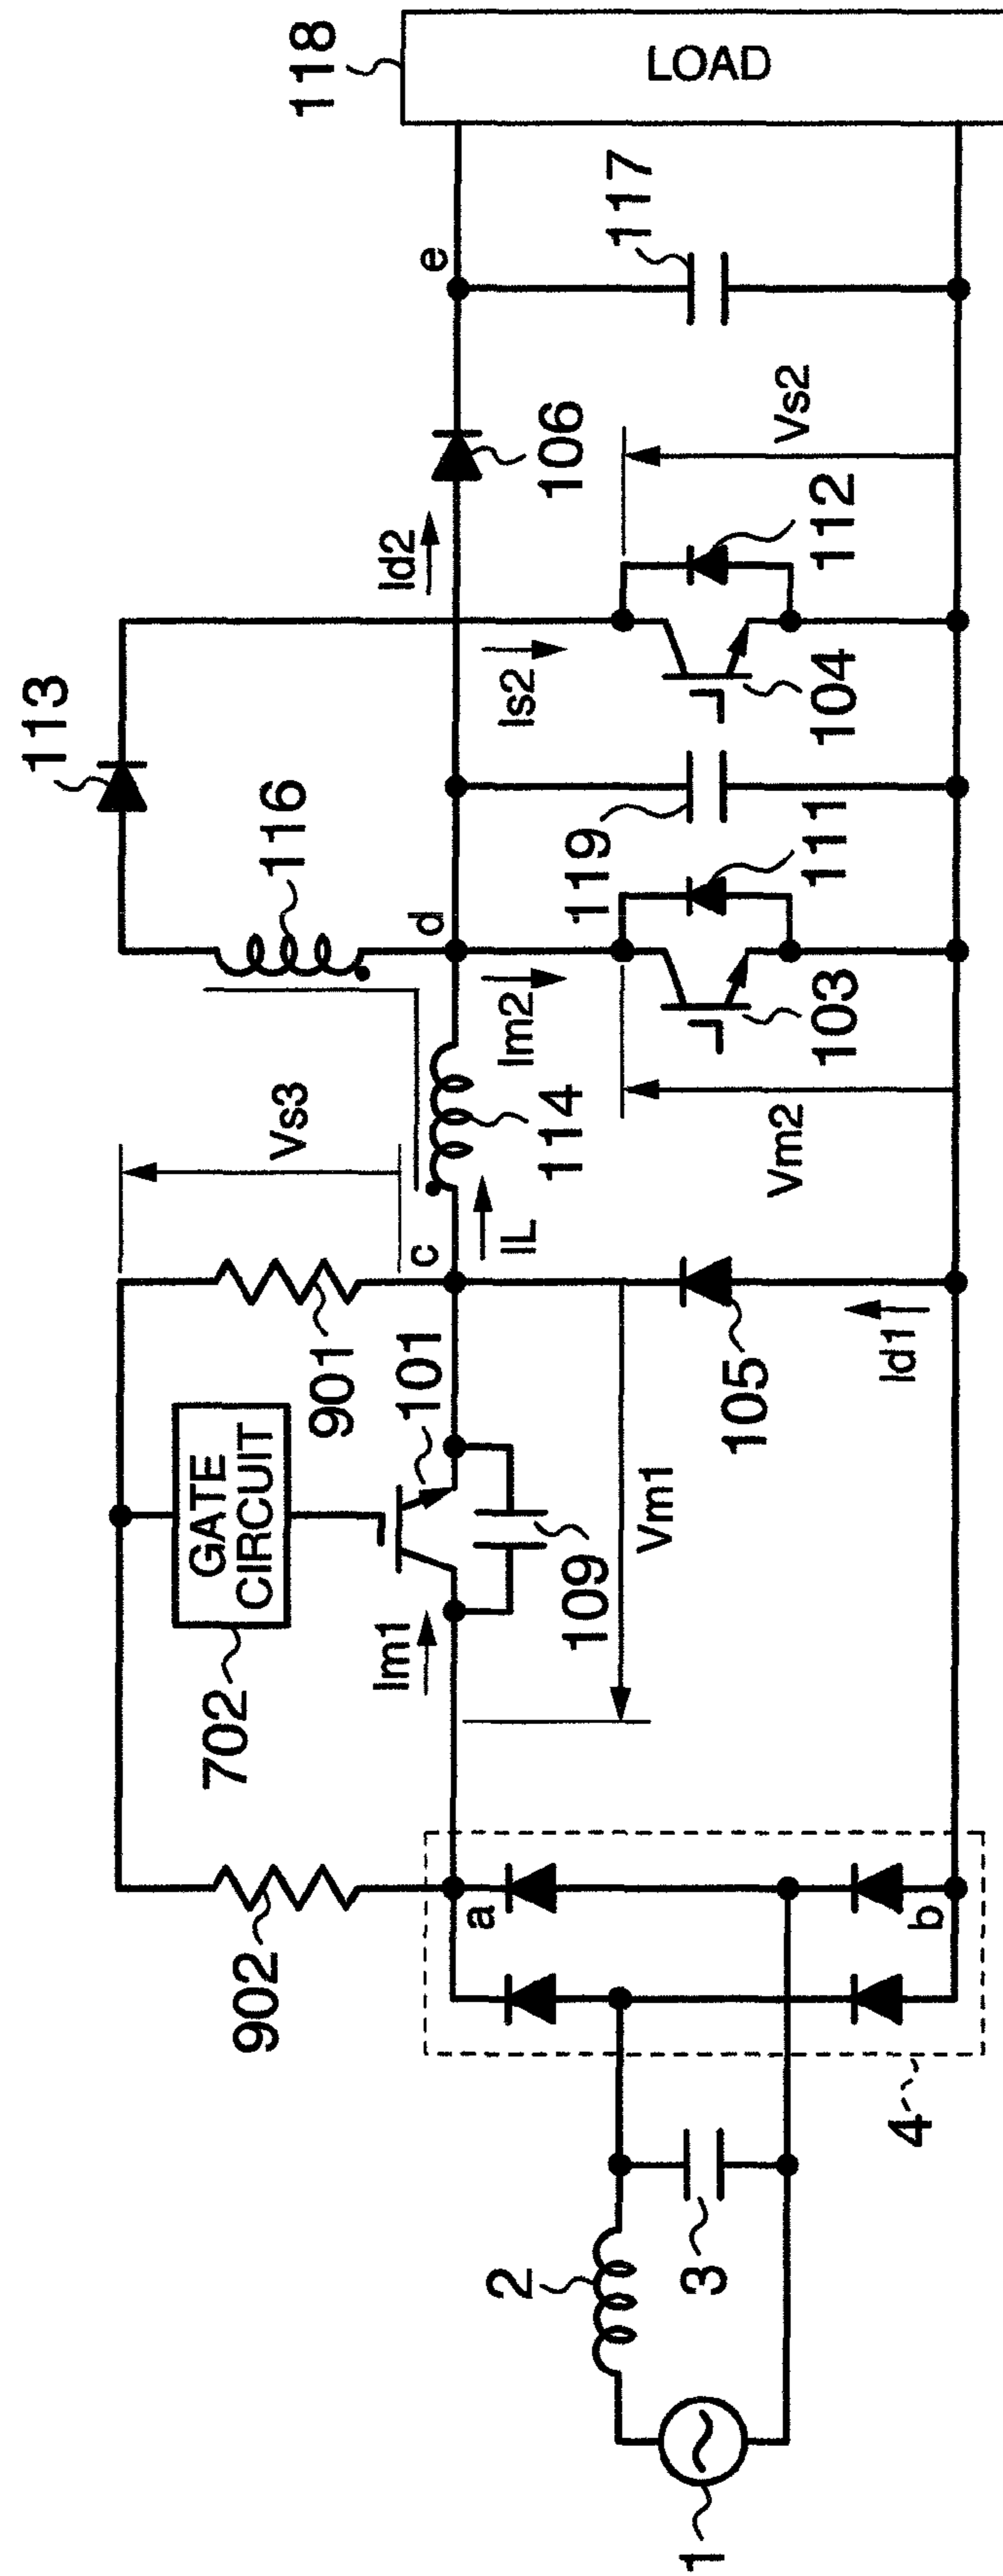 113
116
Vs3
901
GATE
CIRCUIT
702
902
118
LOAD
e
117
Id2
106
Vs2
112
Is2
104
119
d
111
Im2
103
114
Vm2
c
IL
101
Id1
105
Im1
109
Vm1
a
b
4
2
3
1